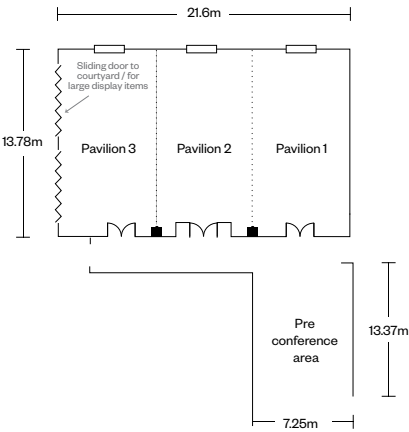 21.6m
Sliding door to
courtyard / for
large display items
13.78m
Pavilion 3
Pavilion 2
Pavilion 1
Pre
conference
area
13.37m
7.25m